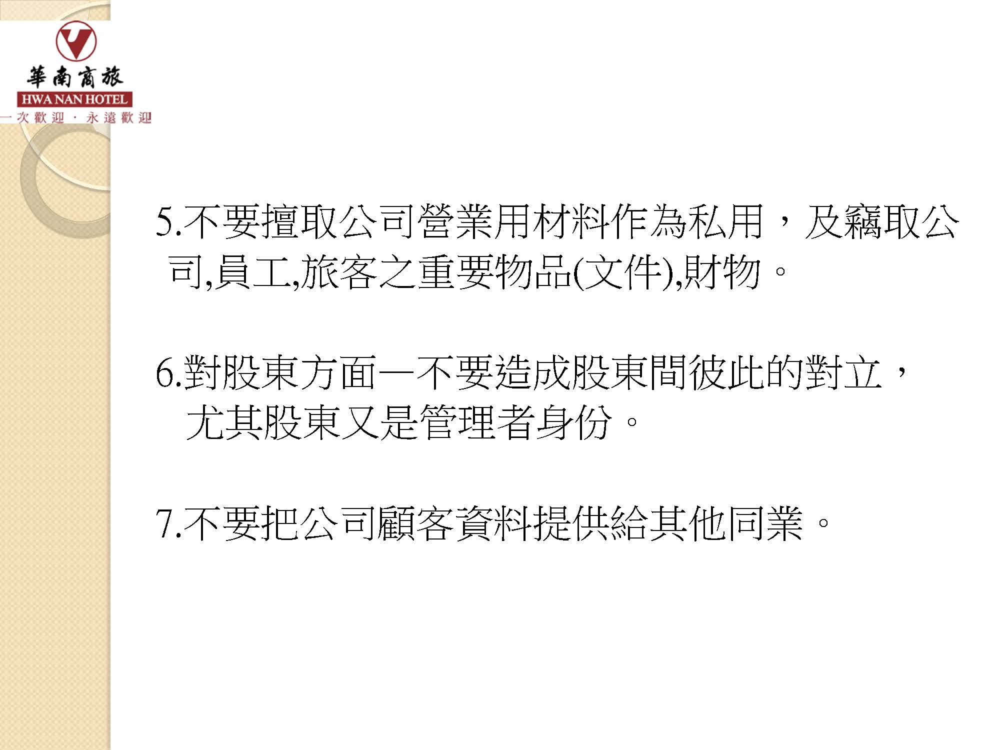 華南商旅
HWA NAN HOTEL
一次歡迎．永遠歡迎
5.不要擅取公司營業用材料作為私用，及竊取公
司,員工,旅客之重要物品(文件),財物。
6.對股東方面—不要造成股東間彼此的對立，
尤其股東又是管理者身份。
7.不要把公司顧客資料提供給其他同業。